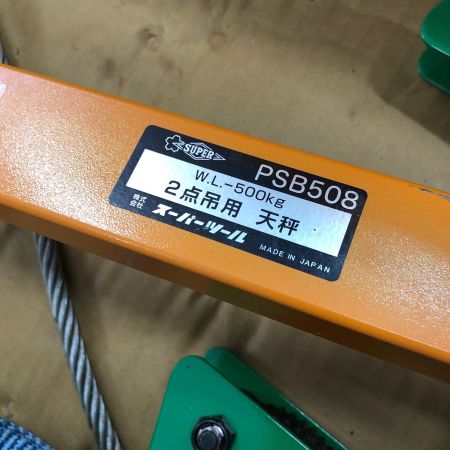 SUPER
PSB508
W.L.-500kg
2点吊用 天秤
株式会社 スーパーツール
MADE IN JAPAN